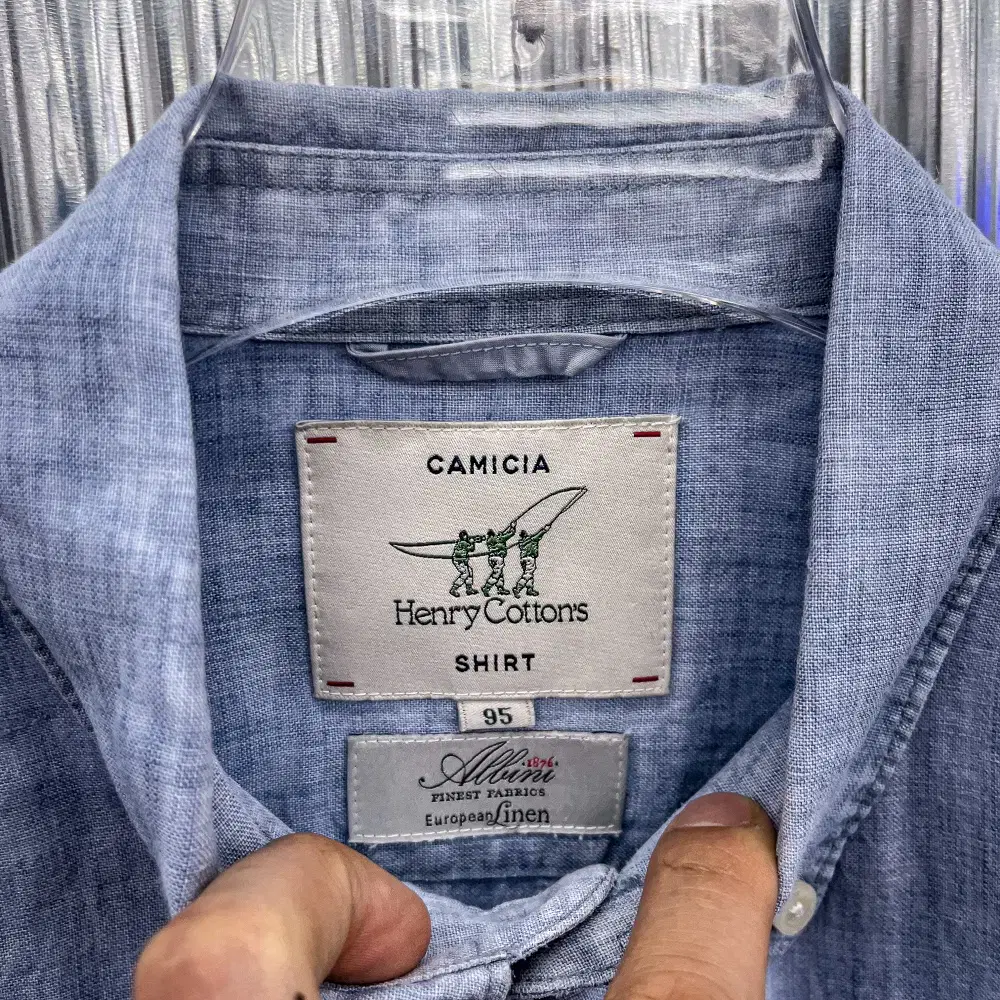 CAMICIA
Henry Cotton's
SHIRT
95
Albini ·1876·
FINEST FABRICS
European Linen